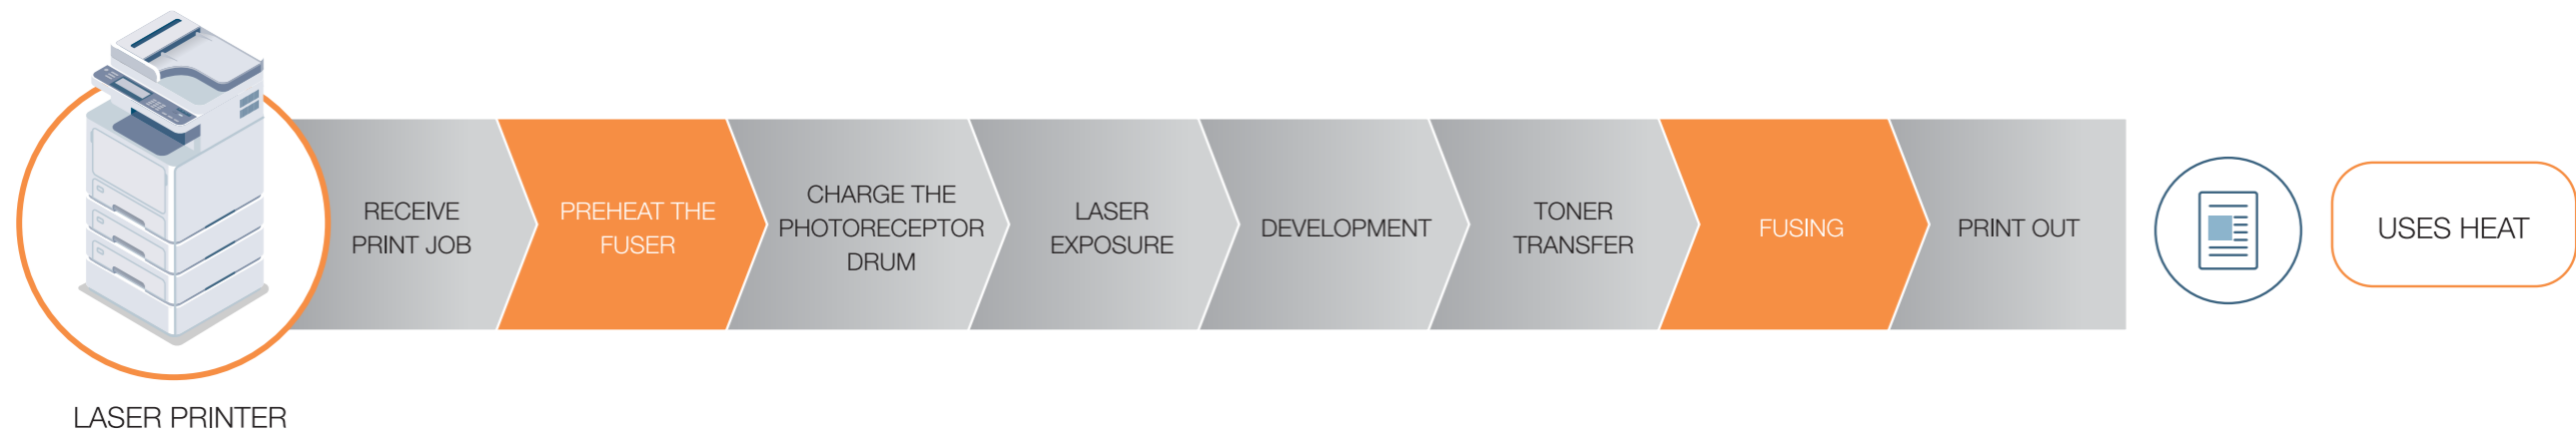 RECEIVE
PRINT JOB
PREHEAT THE
FUSER
CHARGE THE
PHOTORECEPTOR
DRUM
LASER
EXPOSURE
DEVELOPMENT
TONER
TRANSFER
FUSING
PRINT OUT
USES HEAT
LASER PRINTER